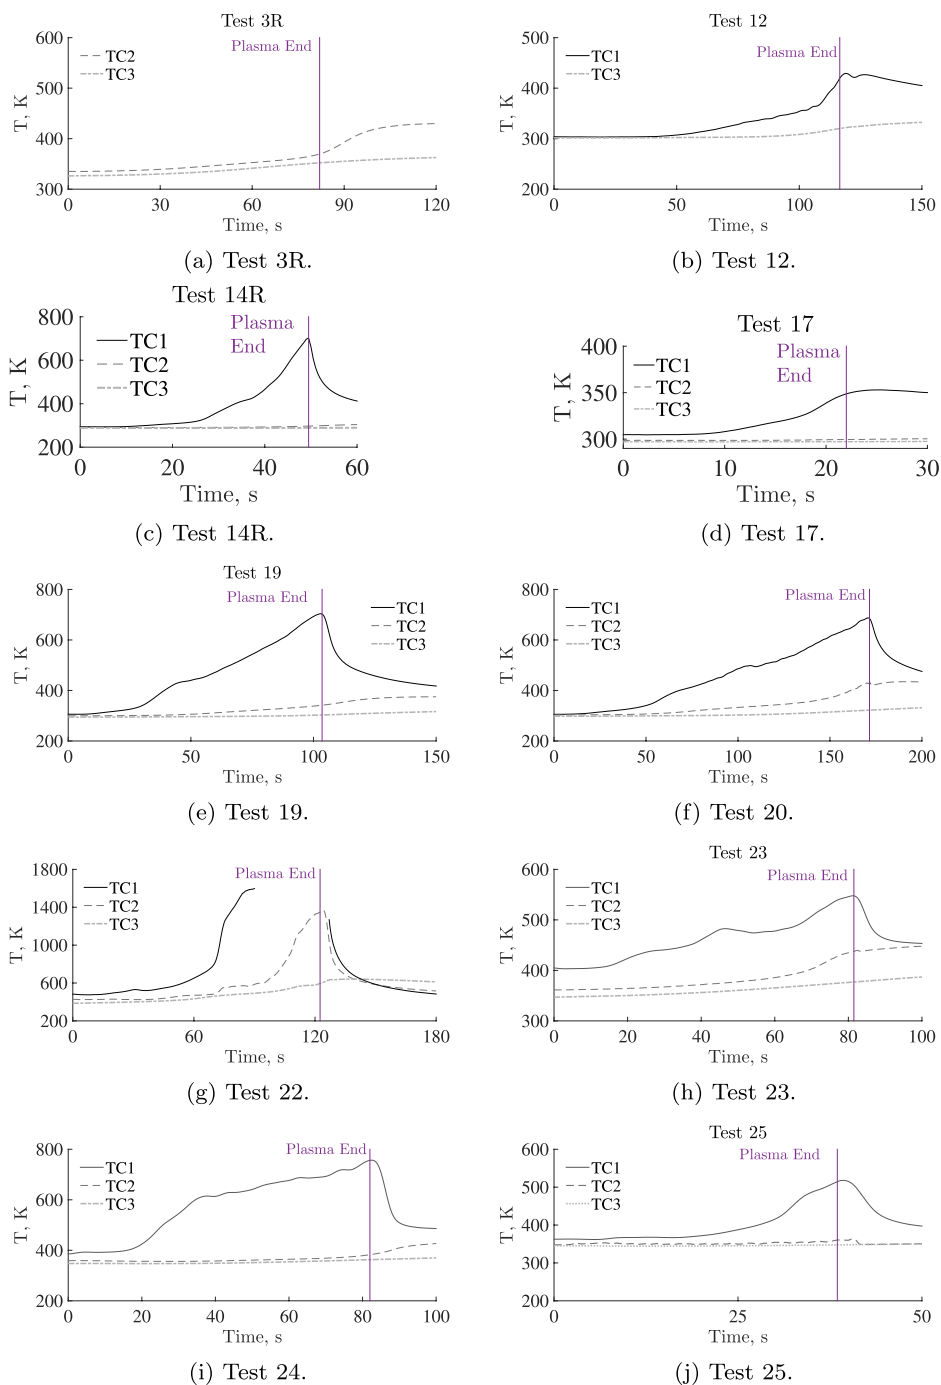 Test 3R
600
500
400
300
T, K
TC2
TC3
Plasma End
0 30 60 90 120
Time, s
(a) Test 3R.
Test 12
500
400
300
200
T, K
TC1
TC3
Plasma End
0 50 100 150
Time, s
(b) Test 12.
Test 14R
800
600
400
200
T, K
TC1
TC2
TC3
Plasma
End
0 20 40 60
Time, s
(c) Test 14R.
Test 17
400
350
300
T, K
TC1
TC2
TC3
Plasma
End
0 10 20 30
Time, s
(d) Test 17.
Test 19
800
600
400
200
T, K
Plasma End
TC1
TC2
TC3
0 50 100 150
Time, s
(e) Test 19.
800
600
400
200
T, K
TC1
TC2
TC3
Plasma End
0 50 100 150 200
Time, s
(f) Test 20.
1800
1400
1000
600
200
T, K
TC1
TC2
TC3
Plasma End
0 60 120 180
Time, s
(g) Test 22.
Test 23
600
500
400
300
T, K
TC1
TC2
TC3
Plasma End
0 20 40 60 80 100
Time, s
(h) Test 23.
800
600
400
200
T, K
TC1
TC2
TC3
Plasma End
0 20 40 60 80 100
Time, s
(i) Test 24.
Test 25
600
500
400
300
200
T, K
TC1
TC2
TC3
Plasma End
0 25 50
Time, s
(j) Test 25.